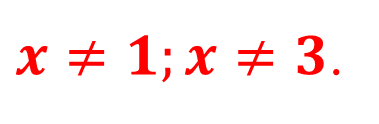 x ≠ 1; x ≠ 3.